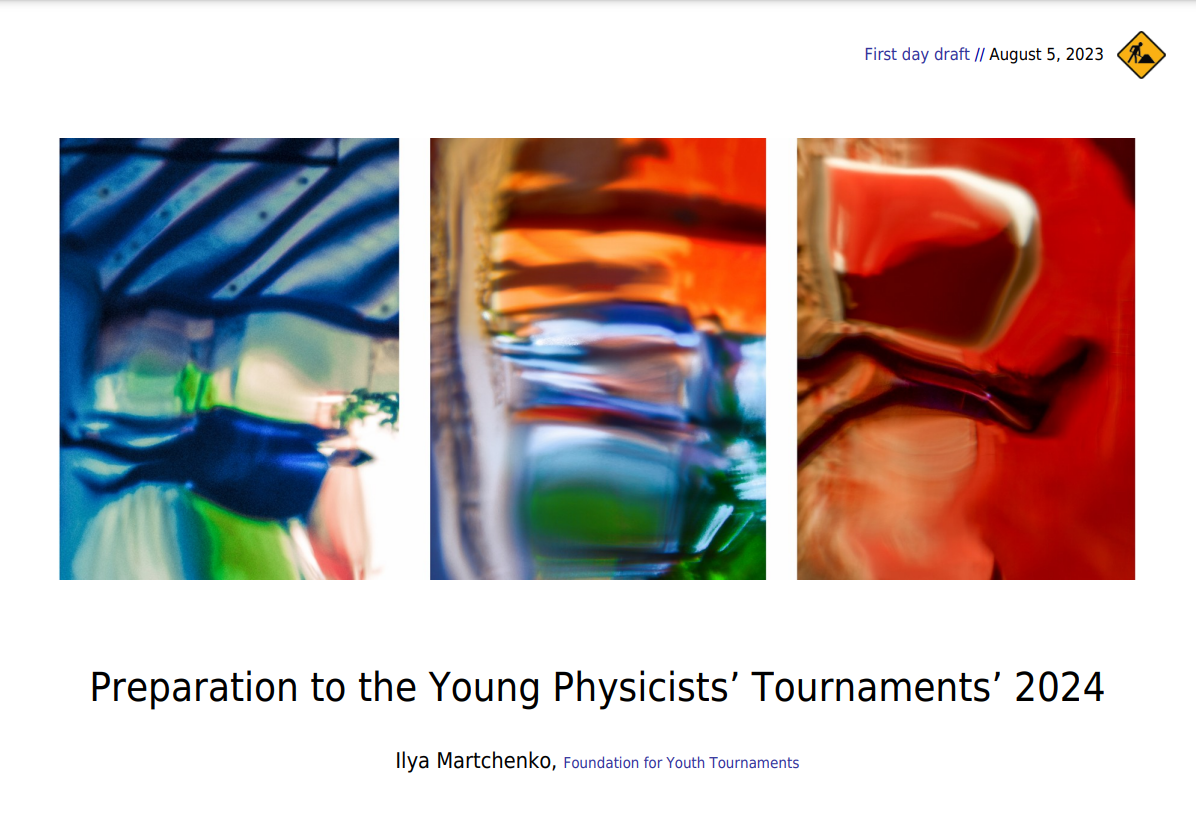 First day draft // August 5, 2023
Preparation to the Young Physicists’ Tournaments’ 2024
Ilya Martchenko, Foundation for Youth Tournaments